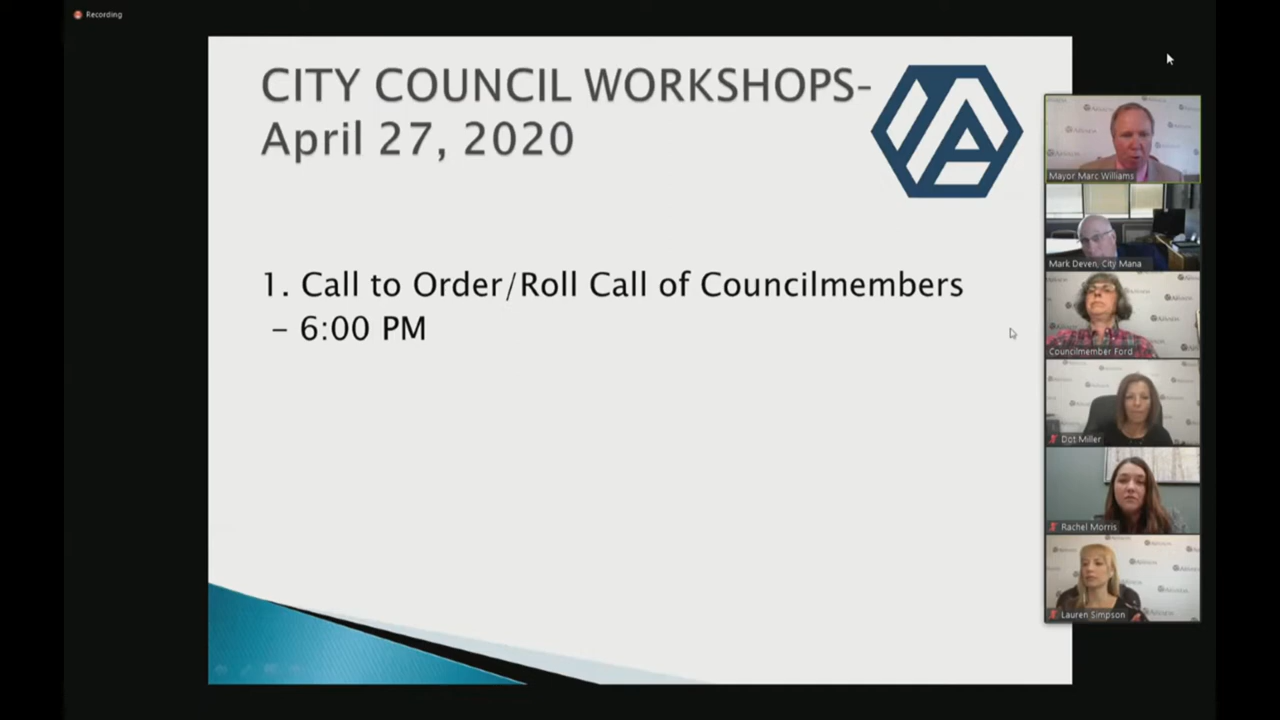 Recording
CITY COUNCIL WORKSHOPS-
April 27, 2020
1. Call to Order/Roll Call of Councilmembers
– 6:00 PM
Mayor Marc Williams
Mark Deven, City Mana
Councilmember Ford
Dot Miller
Rachel Morris
Lauren Simpson